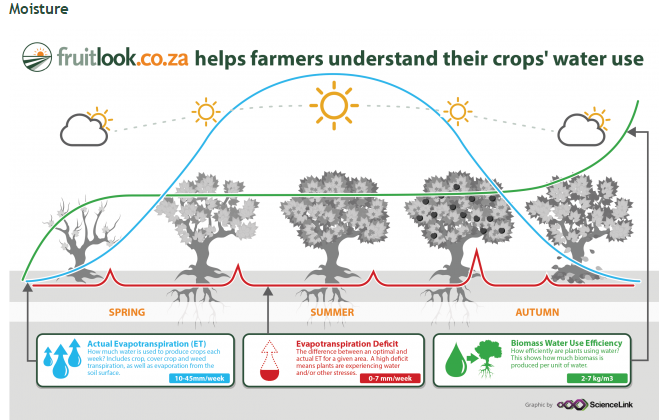 Moisture
fruitlook.co.za helps farmers understand their crops' water use
SPRING
SUMMER
AUTUMN
Actual Evapotranspiration (ET)
How much water is used to produce crops each
week? Includes crop, cover crop and weed
transpiration, as well as evaporation from the
soil surface.
10-45mm/week
Evapotranspiration Deficit
The difference between an optimal and
actual ET for a given area. A high deficit
means plants are experiencing water
and/or other stresses.
0-7 mm/week
Biomass Water Use Efficiency
How efficiently are plants using water?
This shows how much biomass is
produced per unit of water.
2-7 kg/m3
Graphic by ScienceLink